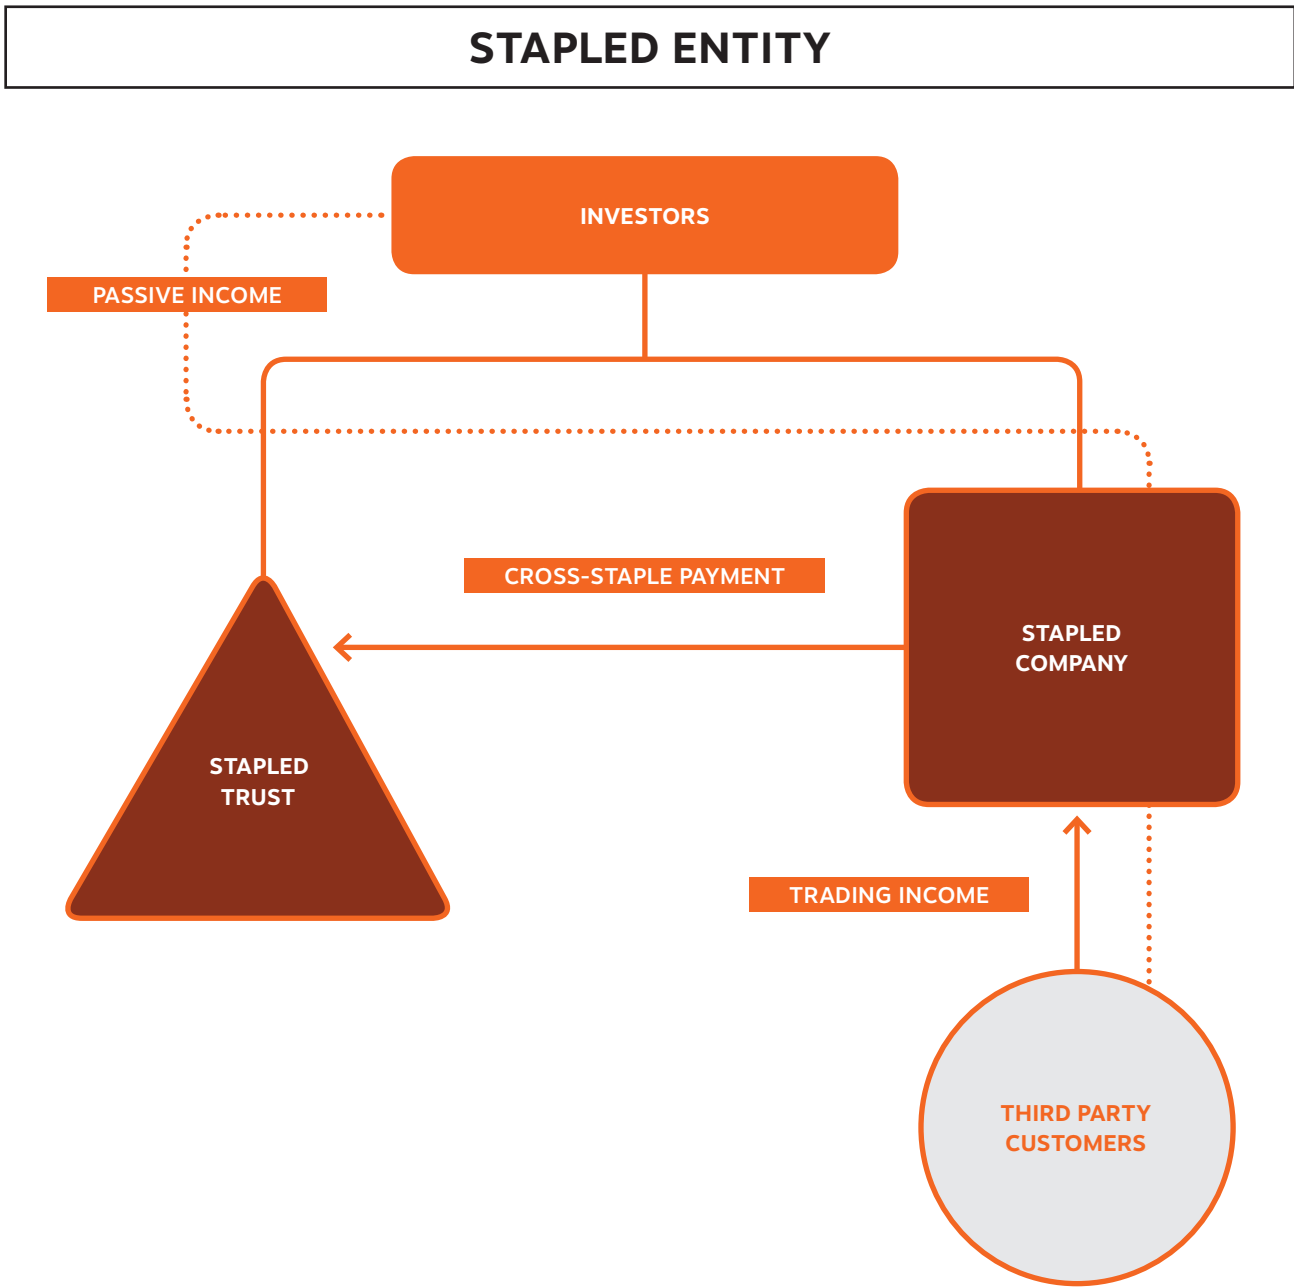 STAPLED ENTITY
INVESTORS
PASSIVE INCOME
CROSS-STAPLE PAYMENT
STAPLED
COMPANY
STAPLED
TRUST
TRADING INCOME
THIRD PARTY
CUSTOMERS